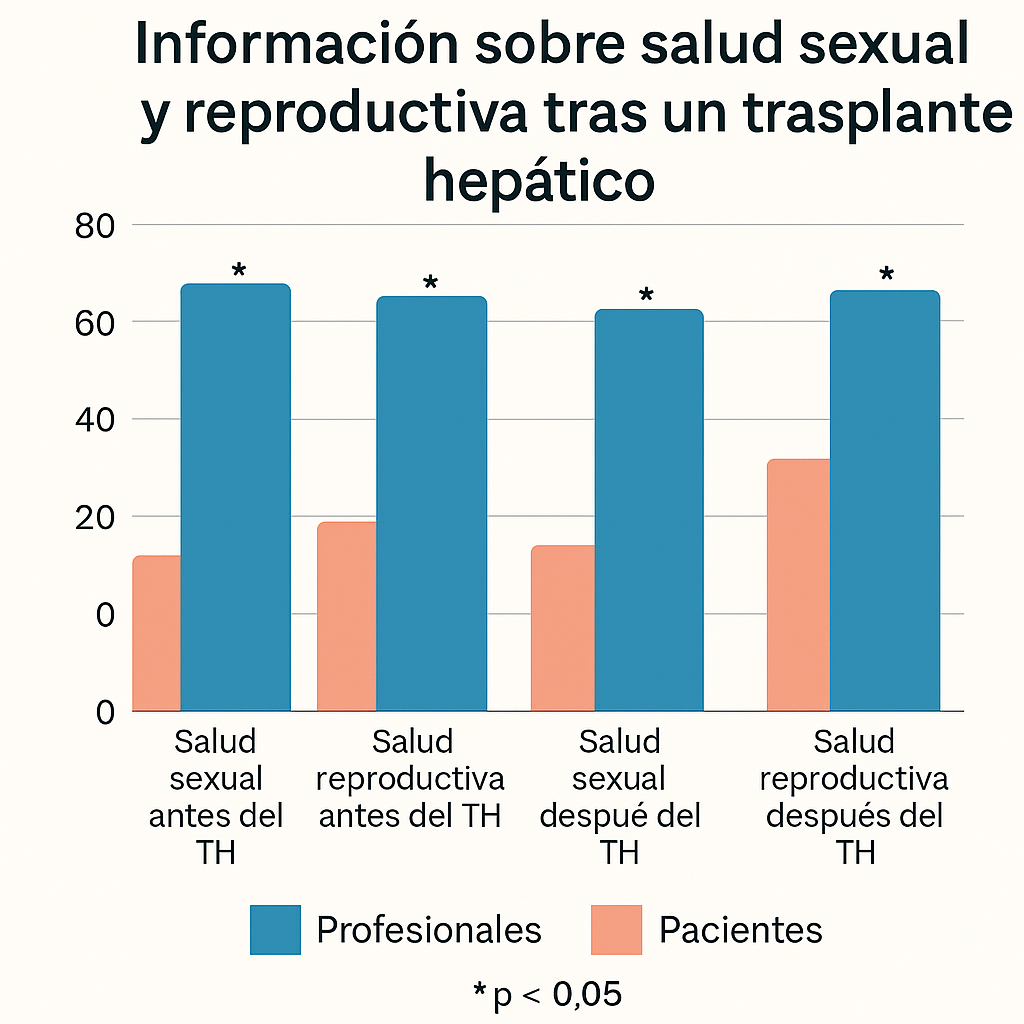 Información sobre salud sexual
y reproductiva tras un trasplante
hepático
80
*
*
*
*
60
40
20
0
0
Salud
sexual
antes del
TH
Salud
reproductiva
antes del TH
Salud
sexual
despué del
TH
Salud
reproductiva
después del
TH
Profesionales
Pacientes
* p < 0,05